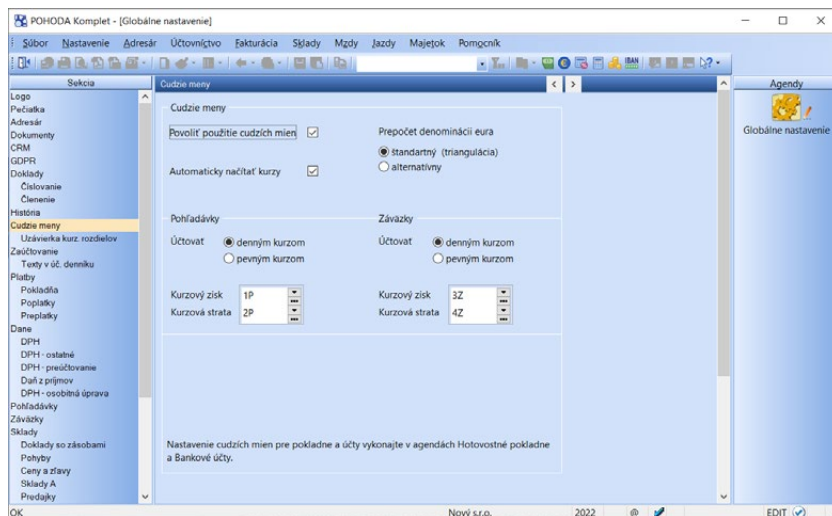 POHODA Komplet - [Globálne nastavenie]
Súbor Nastavenie Adresár Účtovníctvo Fakturácia Sklady Mzdy Jazdy Majetok Pomocník
IBAN
Sekcia
Logo
Pečiatka
Adresár
Dokumenty
CRM
GDPR
Doklady
Číslovanie
Členenie
História
Cudzie meny
Uzávierka kurz. rozdielov
Zaúčtovanie
Texty v úč. denníku
Platby
Pokladňa
Poplatky
Preplatky
Dane
DPH
DPH - ostatné
DPH - preúčtovanie
Daň z príjmov
DPH - osobitná úprava
Pohľadávky
Záväzky
Sklady
Doklady so zásobami
Pohyby
Ceny a zľavy
Sklady A
Predajky
Cudzie meny
Cudzie meny
Povoliť použitie cudzích mien
Prepočet denominácii eura
štandartný (triangulácia)
alternatívny
Automaticky načítať kurzy
Pohľadávky
Záväzky
Účtovat denným kurzom
pevným kurzom
Účtovat denným kurzom
pevným kurzom
Kurzový zisk 1P
Kurzová strata 2P
Kurzový zisk 3Z
Kurzová strata 4Z
Nastavenie cudzích mien pre pokladne a účty vykonajte v agendách Hotovostné pokladne
a Bankové účty.
Agendy
Globálne nastavenie
OK Nový s.r.o. 2022 @ EDIT